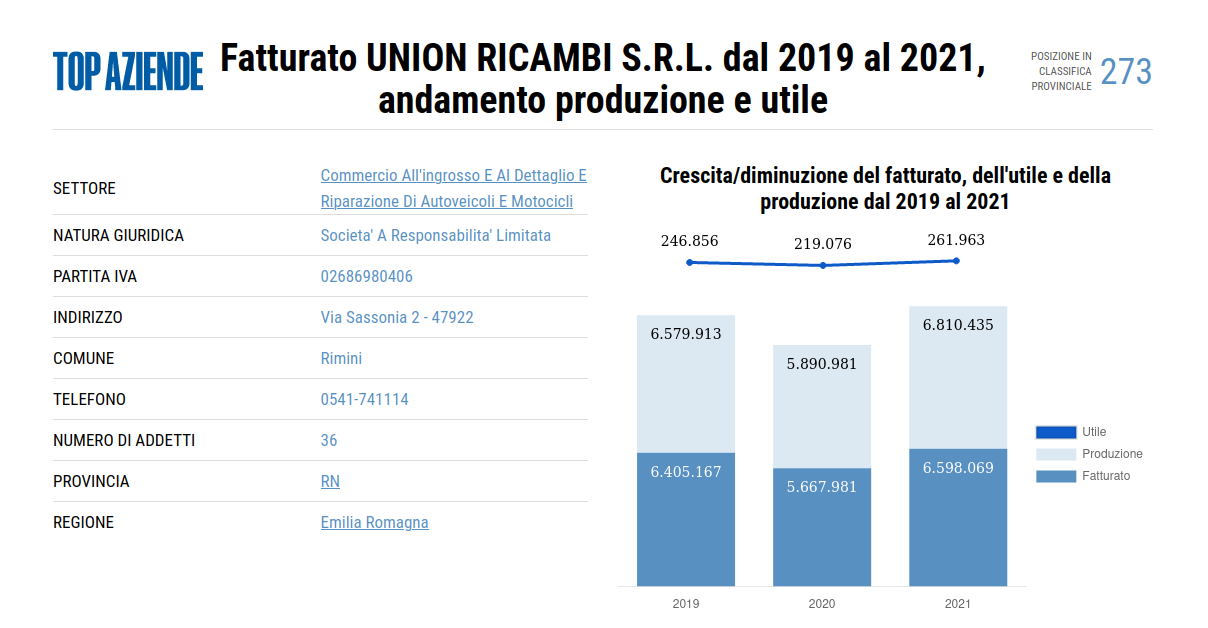 TOP AZIENDE
Fatturato UNION RICAMBI S.R.L. dal 2019 al 2021,
andamento produzione e utile
POSIZIONE IN
CLASSIFICA
PROVINCIALE
273
SETTORE
Commercio All'ingrosso E Al Dettaglio E
Riparazione Di Autoveicoli E Motocicli
NATURA GIURIDICA
Societa' A Responsabilita' Limitata
PARTITA IVA
02686980406
INDIRIZZO
Via Sassonia 2 - 47922
COMUNE
Rimini
TELEFONO
0541-741114
NUMERO DI ADDETTI
36
PROVINCIA
RN
REGIONE
Emilia Romagna
Crescita/diminuzione del fatturato, dell'utile e della
produzione dal 2019 al 2021
246.856
219.076
261.963
6.579.913
5.890.981
6.810.435
6.405.167
5.667.981
6.598.069
Utile
Produzione
Fatturato
2019
2020
2021